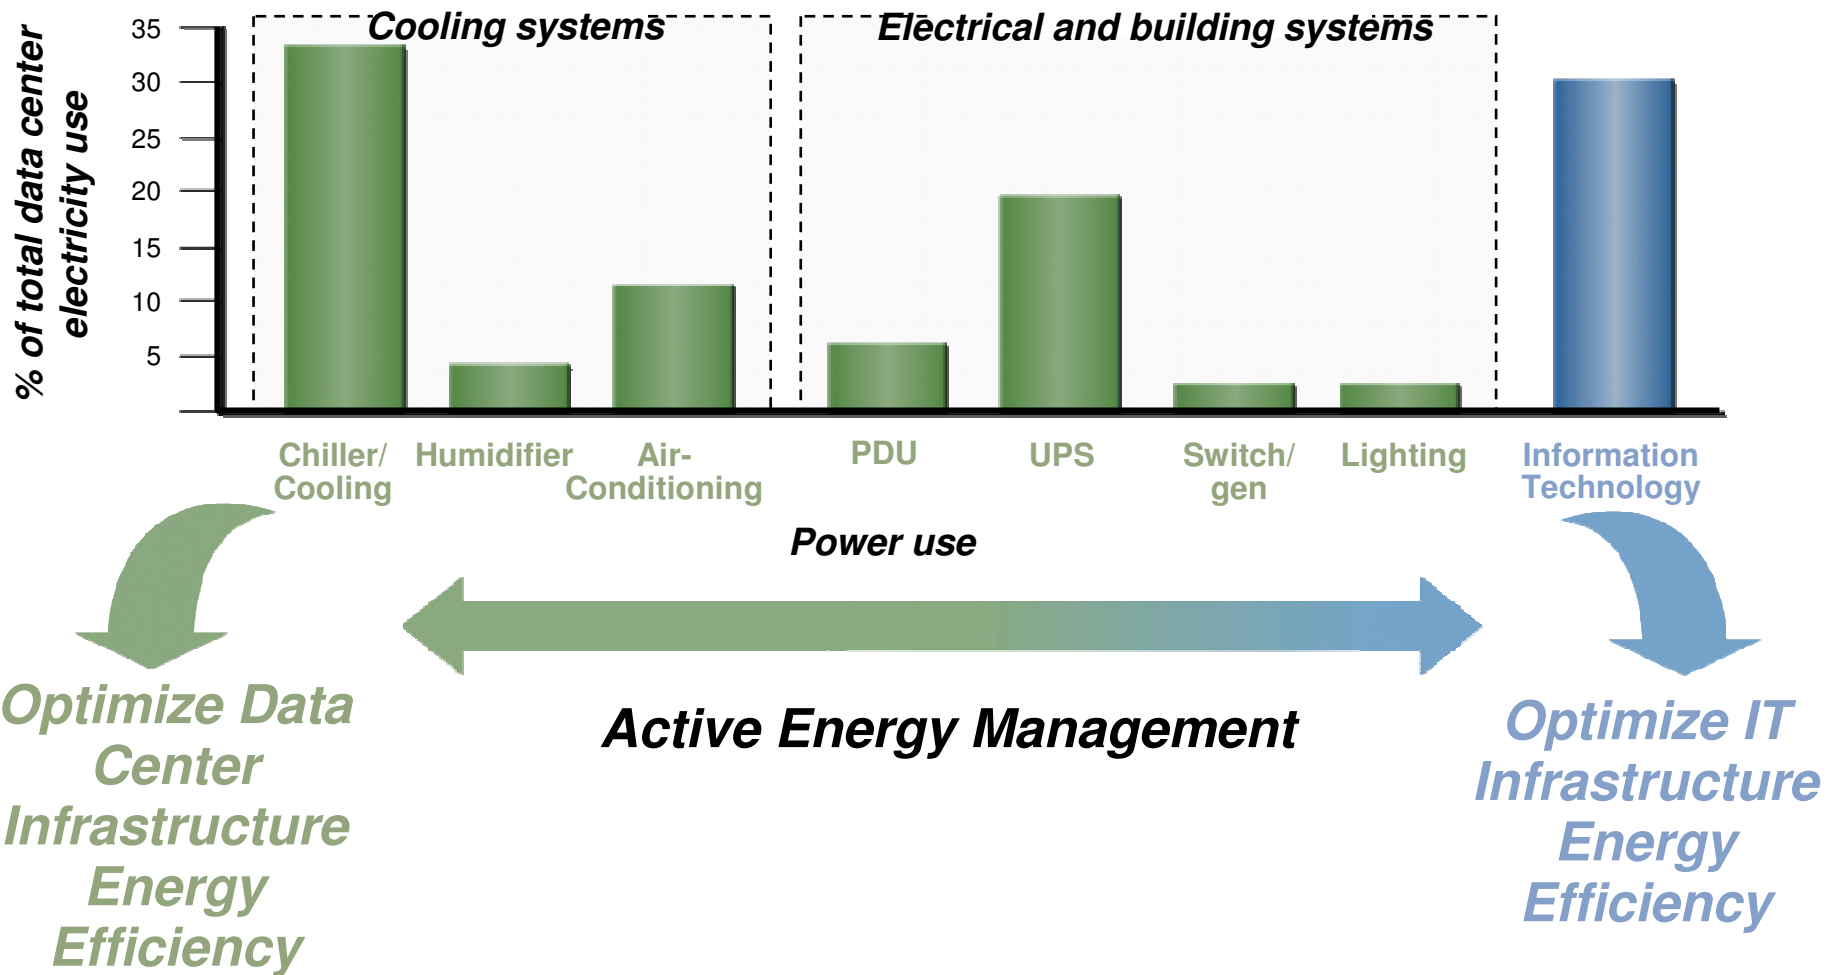 % of total data center
electricity use
35
30
25
20
15
10
5
Cooling systems
Electrical and building systems
Chiller/
Cooling
Humidifier
Air-
Conditioning
PDU
UPS
Switch/
gen
Lighting
Information
Technology
Power use
Active Energy Management
Optimize Data
Center
Infrastructure
Energy
Efficiency
Optimize IT
Infrastructure
Energy
Efficiency